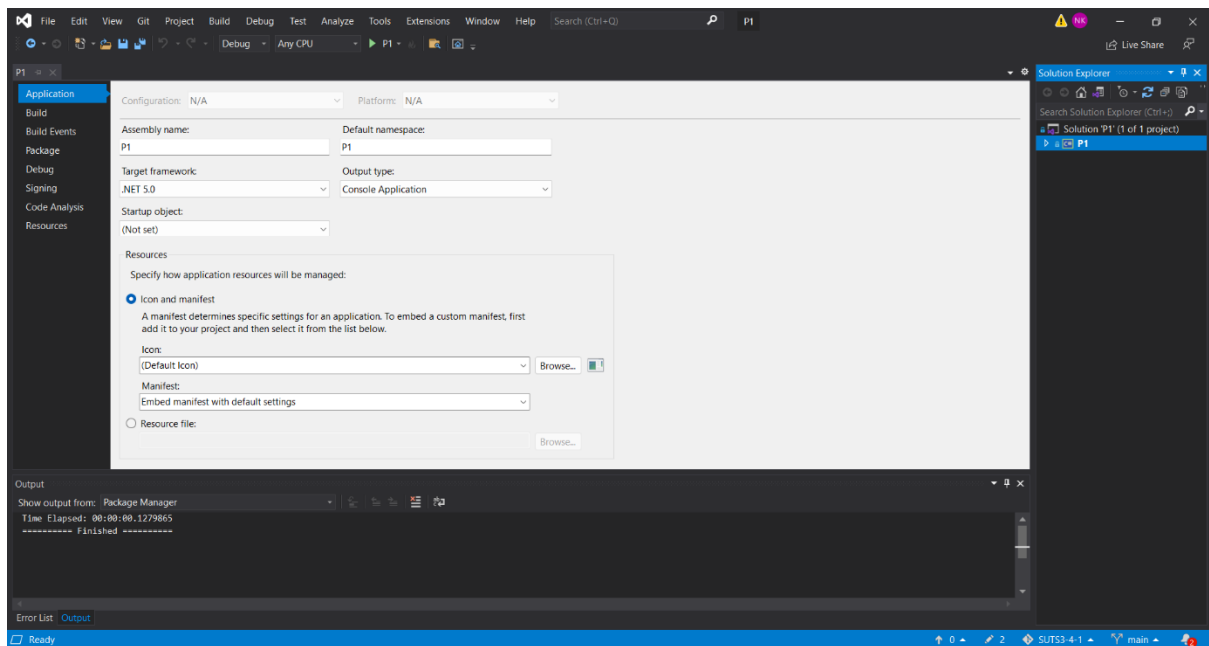 File Edit View Git Project Build Debug Test Analyze Tools Extensions Window Help Search (Ctrl+Q) P1 NK
Debug Any CPU P1 Live Share
P1
Application
Build
Build Events
Package
Debug
Signing
Code Analysis
Resources
Configuration: N/A Platform: N/A
Assembly name: Default namespace:
P1 P1
Target framework: Output type:
.NET 5.0 Console Application
Startup object:
(Not set)
Resources
Specify how application resources will be managed:
Icon and manifest
A manifest determines specific settings for an application. To embed a custom manifest, first
add it to your project and then select it from the list below.
Icon:
(Default Icon) Browse...
Manifest:
Embed manifest with default settings
Resource file:
Browse...
Solution Explorer
Search Solution Explorer (Ctrl+;)
Solution 'P1' (1 of 1 project)
C# P1
Output
Show output from: Package Manager
Time Elapsed: 00:00:00.1279865
========== Finished ==========
Error List Output
Ready 0 2 SUTS3-4-1 main 2